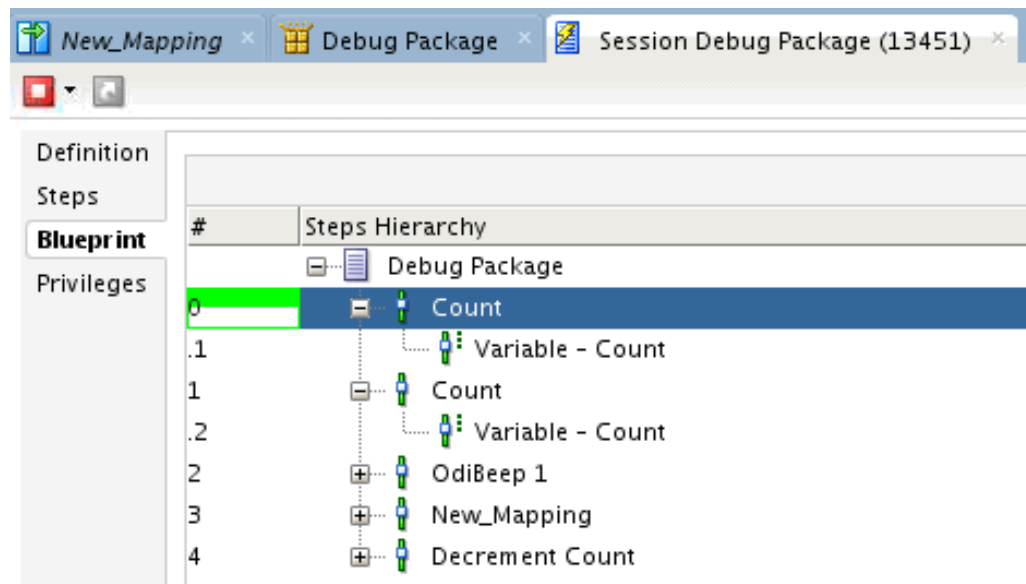 New_Mapping Debug Package Session Debug Package (13451)
Definition
Steps
Blueprint
Privileges
# Steps Hierarchy
Debug Package
0 Count
.1 Variable - Count
1 Count
.2 Variable - Count
2 OdiBeep 1
3 New_Mapping
4 Decrement Count